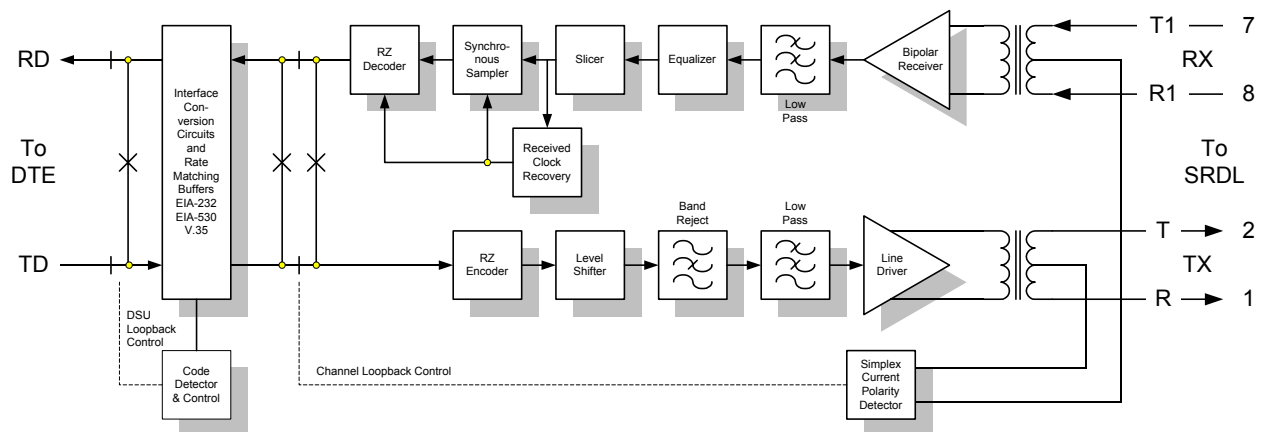 RD
To
DTE
TD
Interface
Con-
version
Circuits
and
Rate
Matching
Buffers
EIA-232
EIA-530
V.35
RZ
Decoder
Synchro-
nous
Sampler
Slicer
Equalizer
Low
Pass
Bipolar
Receiver
T1
7
RX
R1
8
Received
Clock
Recovery
To
SRDL
RZ
Encoder
Level
Shifter
Band
Reject
Low
Pass
Line
Driver
T
2
TX
R
1
DSU
Loopback
Control
Code
Detector
& Control
Channel Loopback Control
Simplex
Current
Polarity
Detector